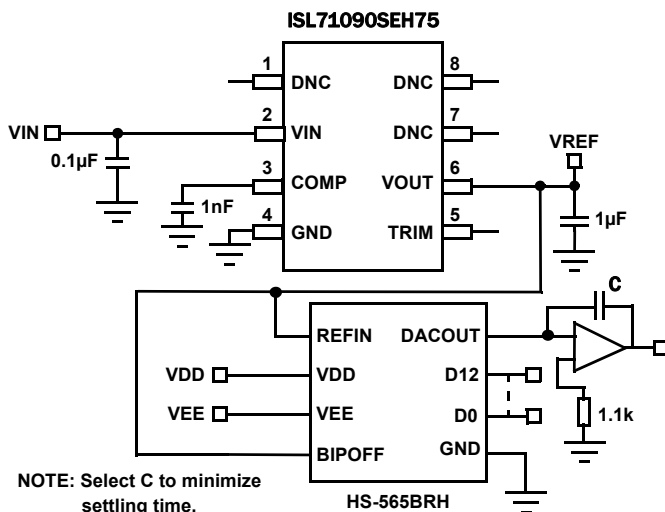 ISL71090SEH75
1 DNC
DNC 8
VIN
2 VIN
DNC 7
0.1µF
3 COMP
VOUT 6
VREF
1nF
4 GND
TRIM 5
1µF
C
REFIN
DACOUT
VDD
VDD
D12
VEE
VEE
D0
1.1k
BIPOFF
GND
NOTE: Select C to minimize
settling time.
HS-565BRH